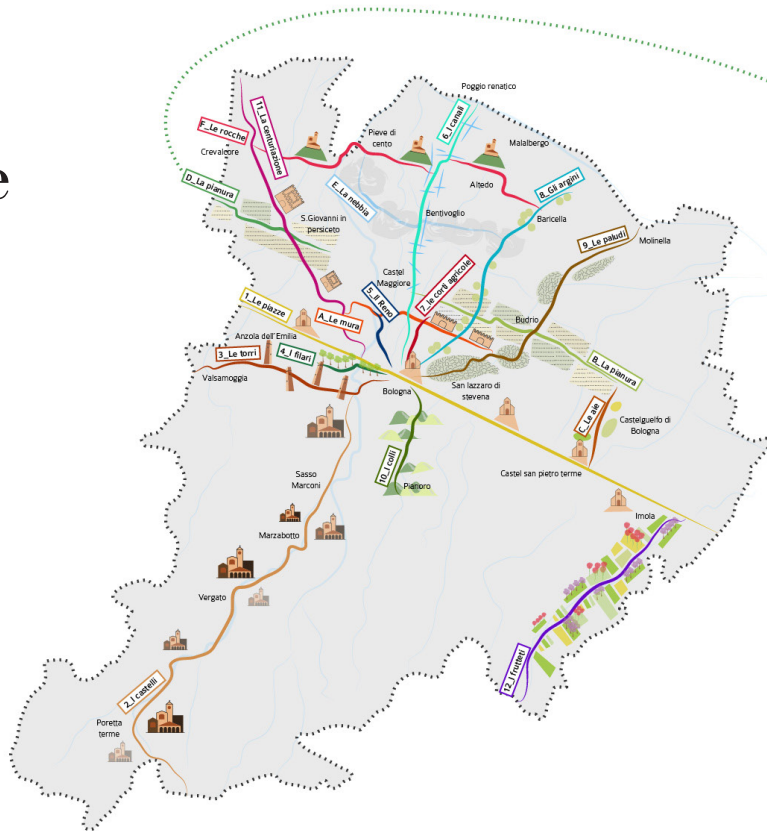 e
Poggio renatico
11_La centuriazione
6_I canali
F_Le rocche
Crevalcore
Pieve di
cento
Malalbergo
D_La pianura
E_La nebbia
Altedo
8_Gli argini
Bentivoglio
Baricella
S.Giovanni in
persiceto
9_Le paludi
Molinella
Castel
Maggiore
7_le corti agricole
5_Il Reno
1_Le piazze
A_Le mura
Budrio
Anzola dell'Emilia
3_Le torri
4_I filari
Valsamoggia
B_La pianura
San lazzaro di
stevena
Bologna
C_Le aie
Castelguelfo di
Bologna
10_I colli
Sasso
Marconi
Pianoro
Castel san pietro terme
Imola
Marzabotto
Vergato
12_I frutteti
2_I castelli
Poretta
terme